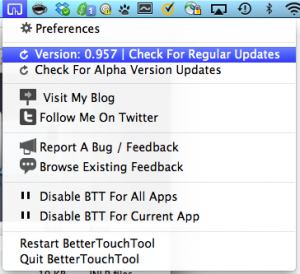 Preferences
Version: 0.957 | Check For Regular Updates
Check For Alpha Version Updates
Visit My Blog
Follow Me On Twitter
Report A Bug / Feedback
Browse Existing Feedback
Disable BTT For All Apps
Disable BTT For Current App
Restart BetterTouchTool
Quit BetterTouchTool